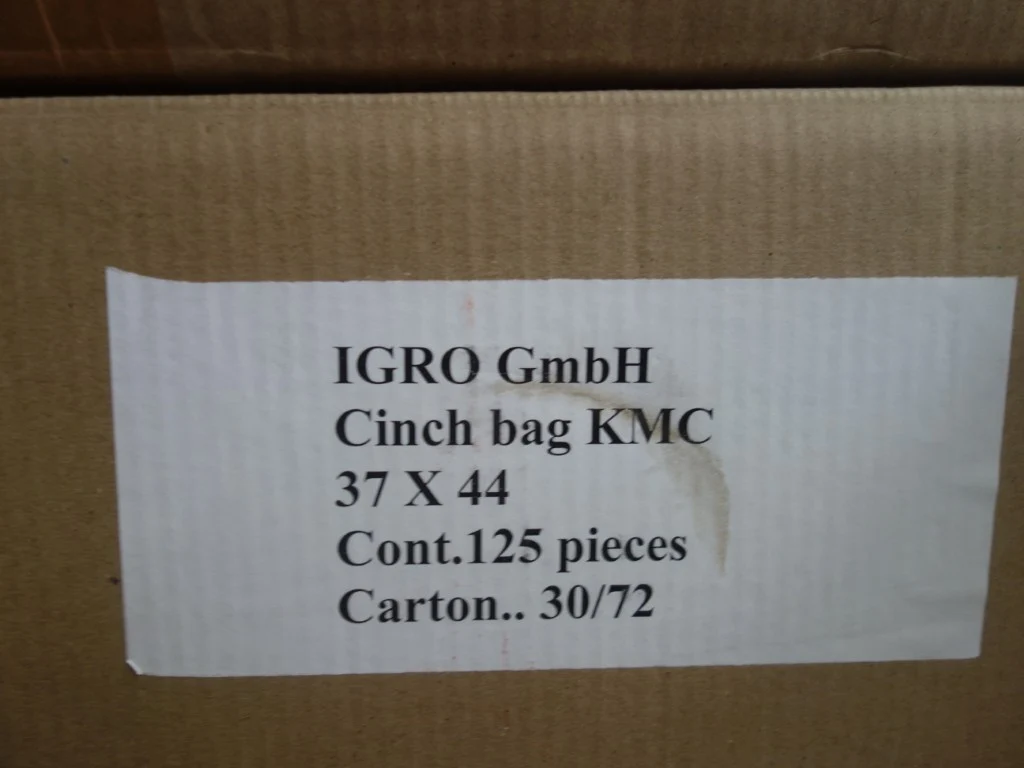 IGRO GmbH
Cinch bag KMC
37 X 44
Cont.125 pieces
Carton.. 30/72